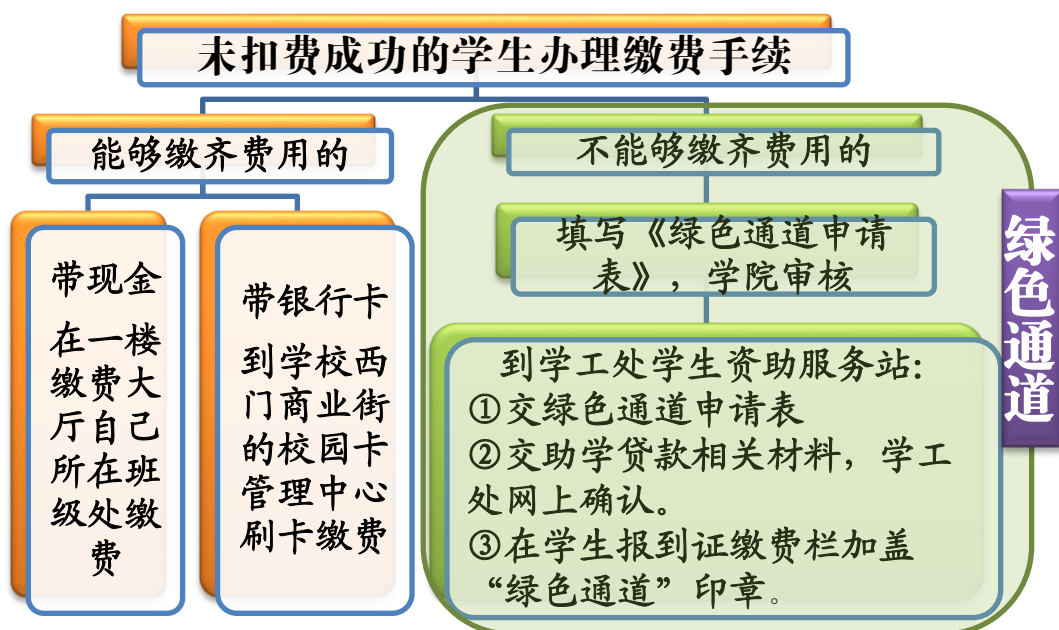 未扣费成功的学生办理缴费手续
能够缴齐费用的
带现金
在一楼
缴费大
厅自己
所在班
级处缴
费
带银行卡
到学校西
门商业街
的校园卡
管理中心
刷卡缴费
不能够缴齐费用的
填写《绿色通道申请
表》，学院审核
到学工处学生资助服务站:
①交绿色通道申请表
②交助学贷款相关材料，学工
处网上确认。
③在学生报到证缴费栏加盖
“绿色通道”印章。
绿色通道